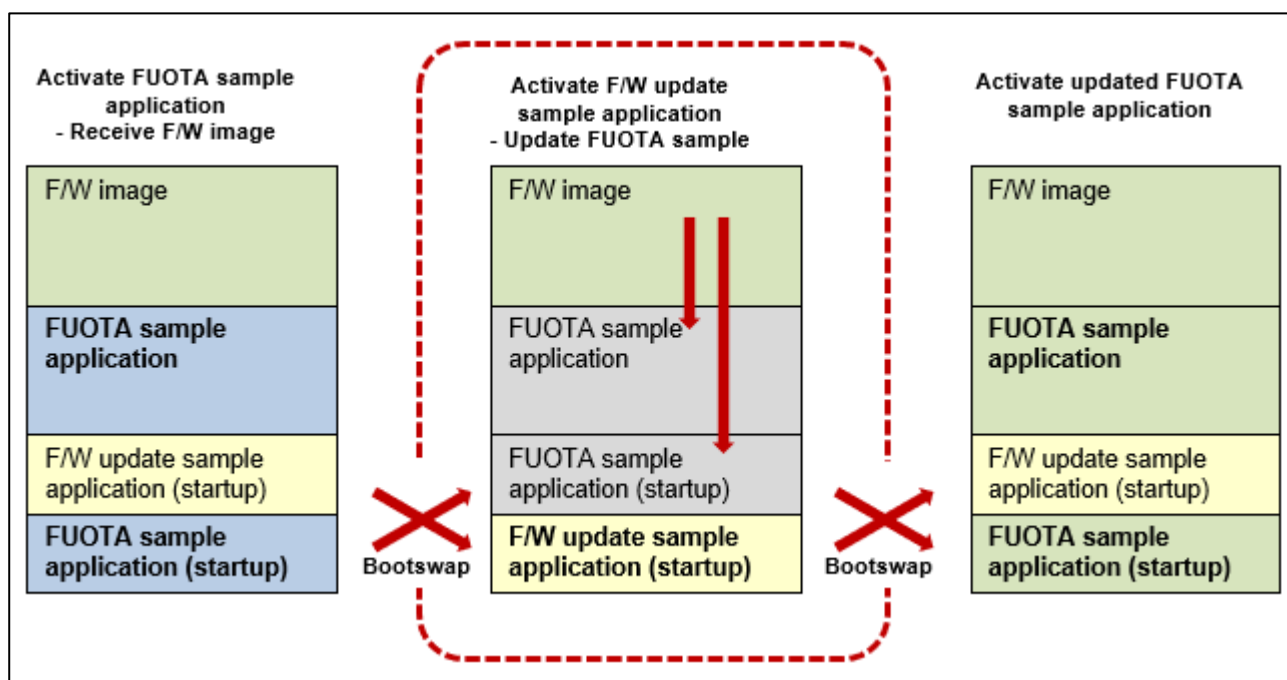 Activate FUOTA sample
application
- Receive F/W image
F/W image
FUOTA sample
application
F/W update sample
application (startup)
FUOTA sample
application (startup)
Bootswap
Activate F/W update
sample application
- Update FUOTA sample
F/W image
FUOTA sample
application
FUOTA sample
application (startup)
F/W update sample
application (startup)
Bootswap
Activate updated FUOTA
sample application
F/W image
FUOTA sample
application
F/W update sample
application (startup)
FUOTA sample
application (startup)